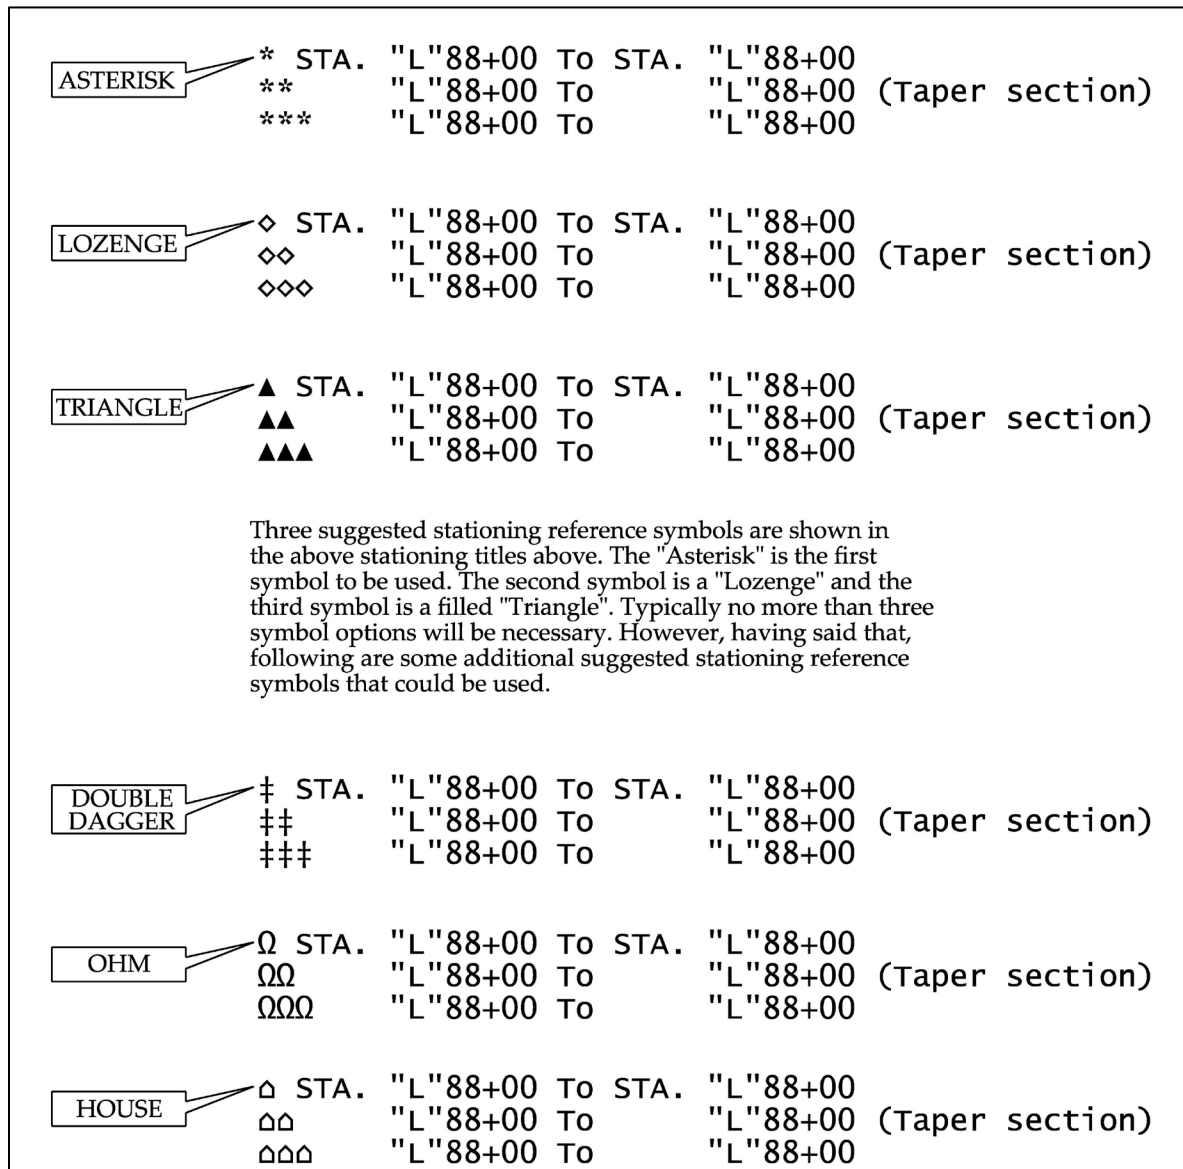 ASTERISK
* STA. "L"88+00 To STA. "L"88+00
** "L"88+00 To "L"88+00 (Taper section)
*** "L"88+00 To "L"88+00
LOZENGE
◇ STA. "L"88+00 To STA. "L"88+00
◇◇ "L"88+00 To "L"88+00 (Taper section)
◇◇◇ "L"88+00 To "L"88+00
TRIANGLE
▲ STA. "L"88+00 To STA. "L"88+00
▲▲ "L"88+00 To "L"88+00 (Taper section)
▲▲▲ "L"88+00 To "L"88+00
Three suggested stationing reference symbols are shown in
the above stationing titles above. The "Asterisk" is the first
symbol to be used. The second symbol is a "Lozenge" and the
third symbol is a filled "Triangle". Typically no more than three
symbol options will be necessary. However, having said that,
following are some additional suggested stationing reference
symbols that could be used.
DOUBLE
DAGGER
‡ STA. "L"88+00 To STA. "L"88+00
‡‡ "L"88+00 To "L"88+00 (Taper section)
‡‡‡ "L"88+00 To "L"88+00
OHM
Ω STA. "L"88+00 To STA. "L"88+00
ΩΩ "L"88+00 To "L"88+00 (Taper section)
ΩΩΩ "L"88+00 To "L"88+00
HOUSE
⌂ STA. "L"88+00 To STA. "L"88+00
⌂⌂ "L"88+00 To "L"88+00 (Taper section)
⌂⌂⌂ "L"88+00 To "L"88+00